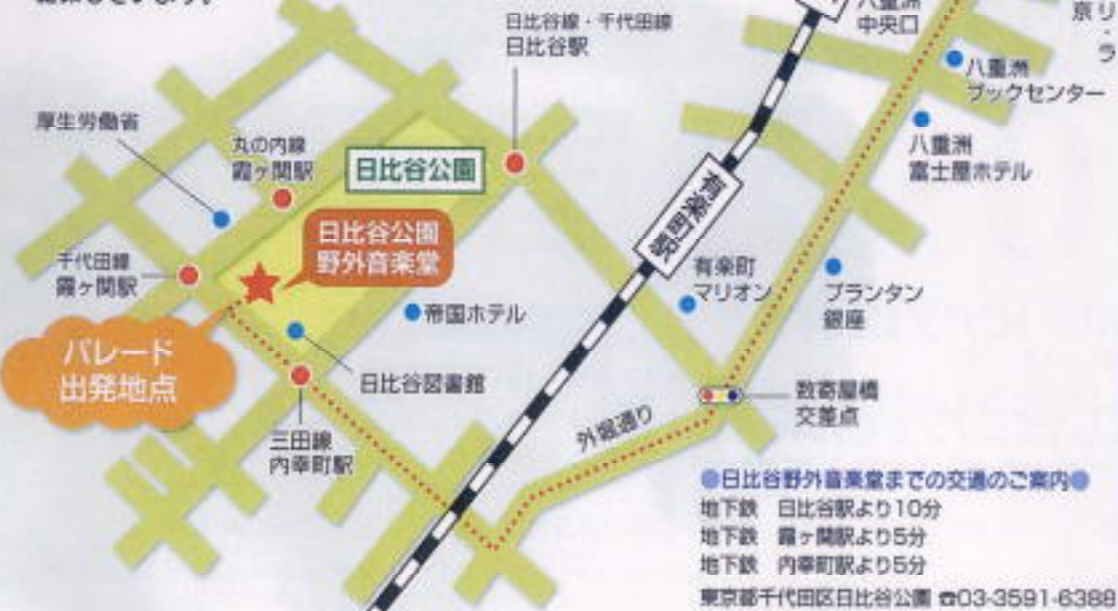 八重洲
中央口
日比谷線・千代田線
日比谷駅
八重洲
ブックセンター
厚生労働省
丸の内線
霞ヶ関駅
日比谷公園
八重洲
富士屋ホテル
有楽町駅
日比谷公園
野外音楽堂
千代田線
霞ヶ関駅
有楽町
マリオン
プランタン
銀座
帝国ホテル
パレード
出発地点
日比谷図書館
数寄屋橋
交差点
外堀通り
三田線
内幸町駅
●日比谷野外音楽堂までの交通のご案内●
地下鉄 日比谷駅より10分
地下鉄 霞ヶ関駅より5分
地下鉄 内幸町駅より5分
東京都千代田区日比谷公園 ☎03-3591-6388